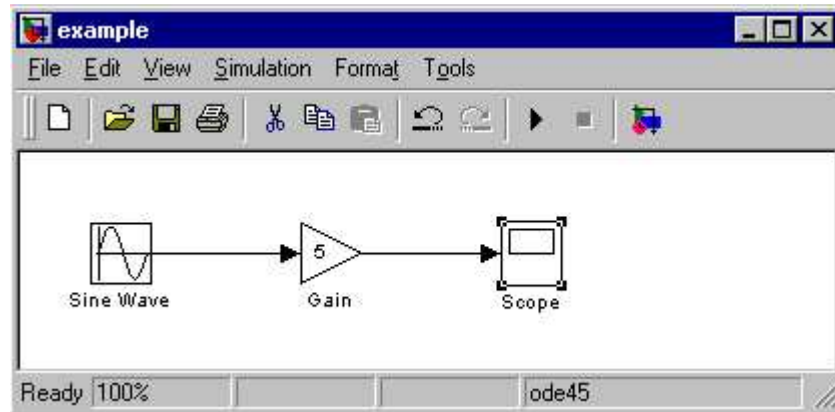 example
File Edit View Simulation Format Tools
5
Sine Wave Gain Scope
Ready 100% ode45